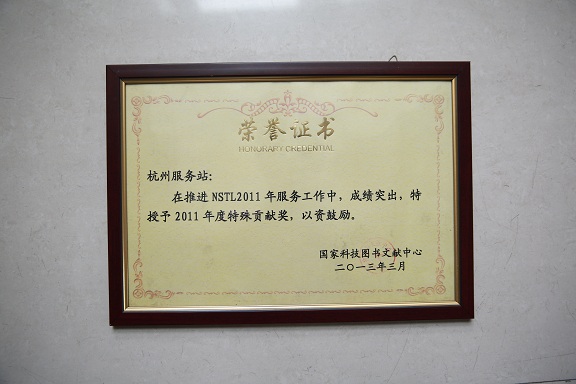 荣誉证书
HONORARY CREDENTIAL
杭州服务站：
在推进 NSTL2011 年服务工作中，成绩突出，特
授予 2011 年度特殊贡献奖，以资鼓励。
国家科技图书文献中心
二〇一三年三月